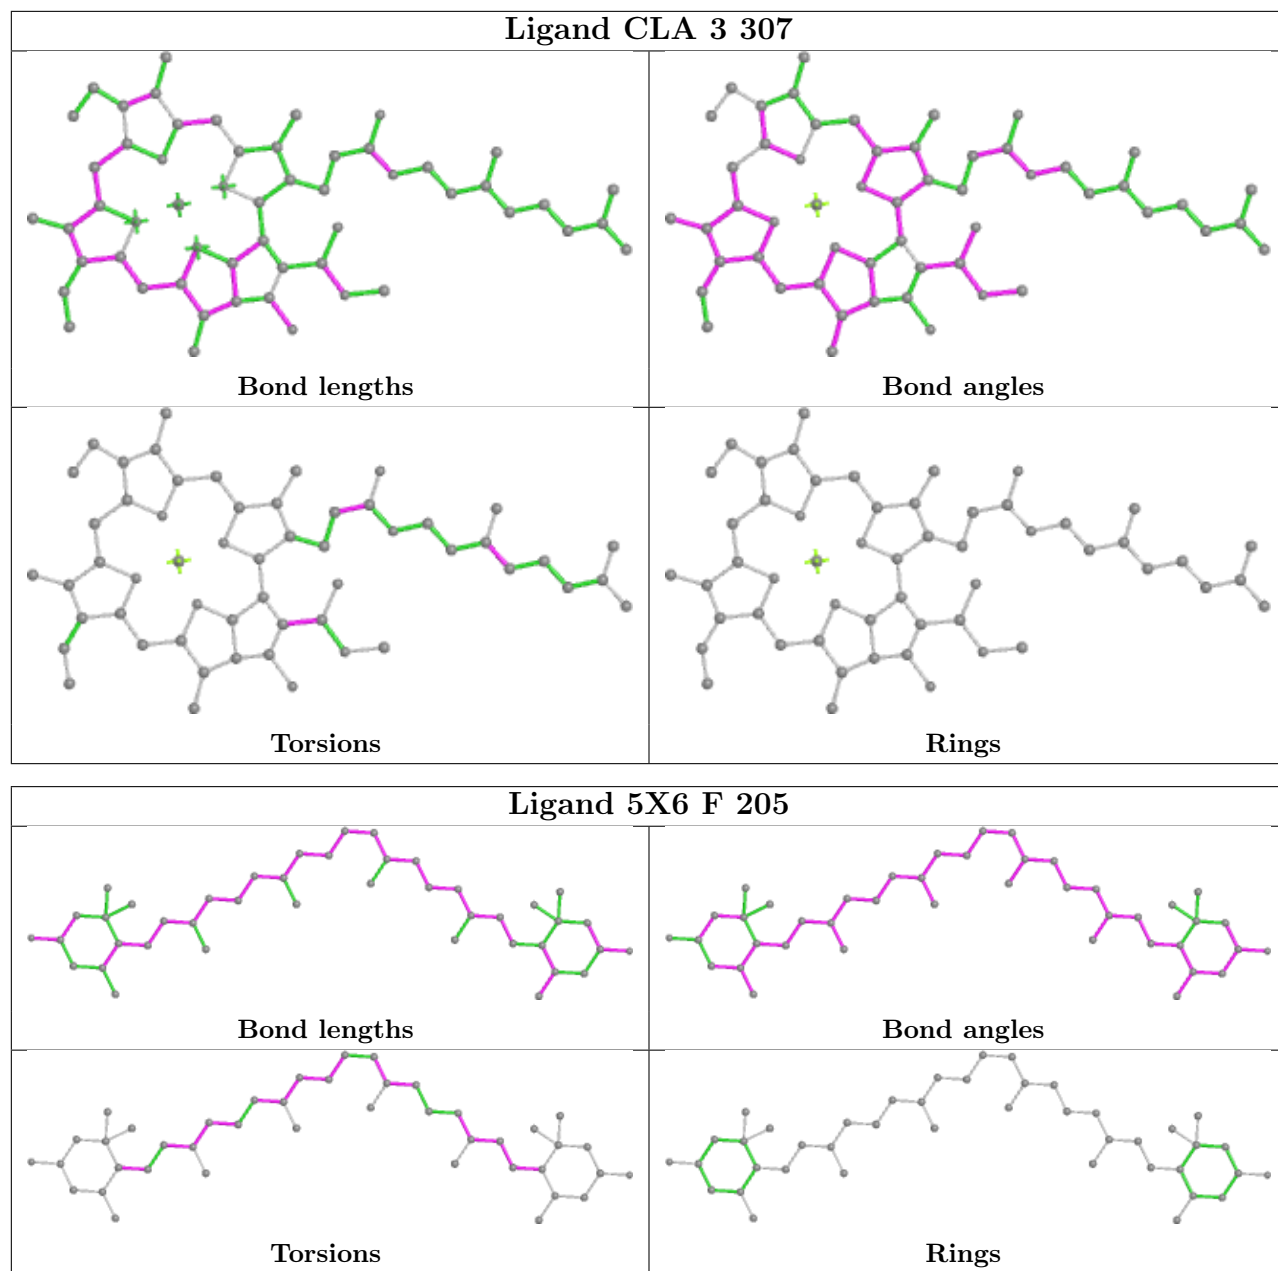 Ligand CLA 3 307
Bond lengths
Bond angles
Torsions
Rings
Ligand 5X6 F 205
Bond lengths
Bond angles
Torsions
Rings